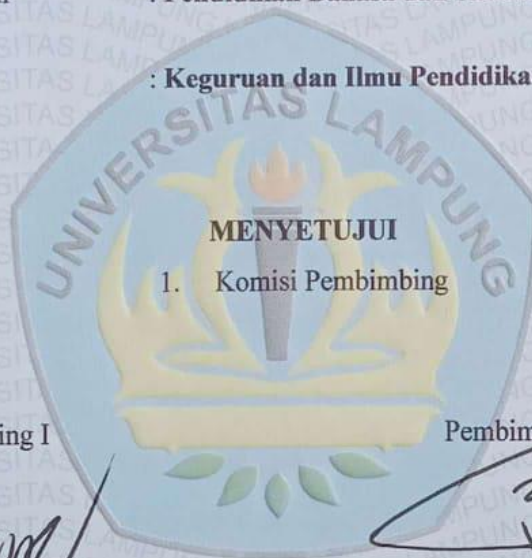 : Keguruan dan Ilmu Pendidika
UNIVERSITAS LAMPUNG
MENYETUJUI
1. Komisi Pembimbing
ing I
Pembim